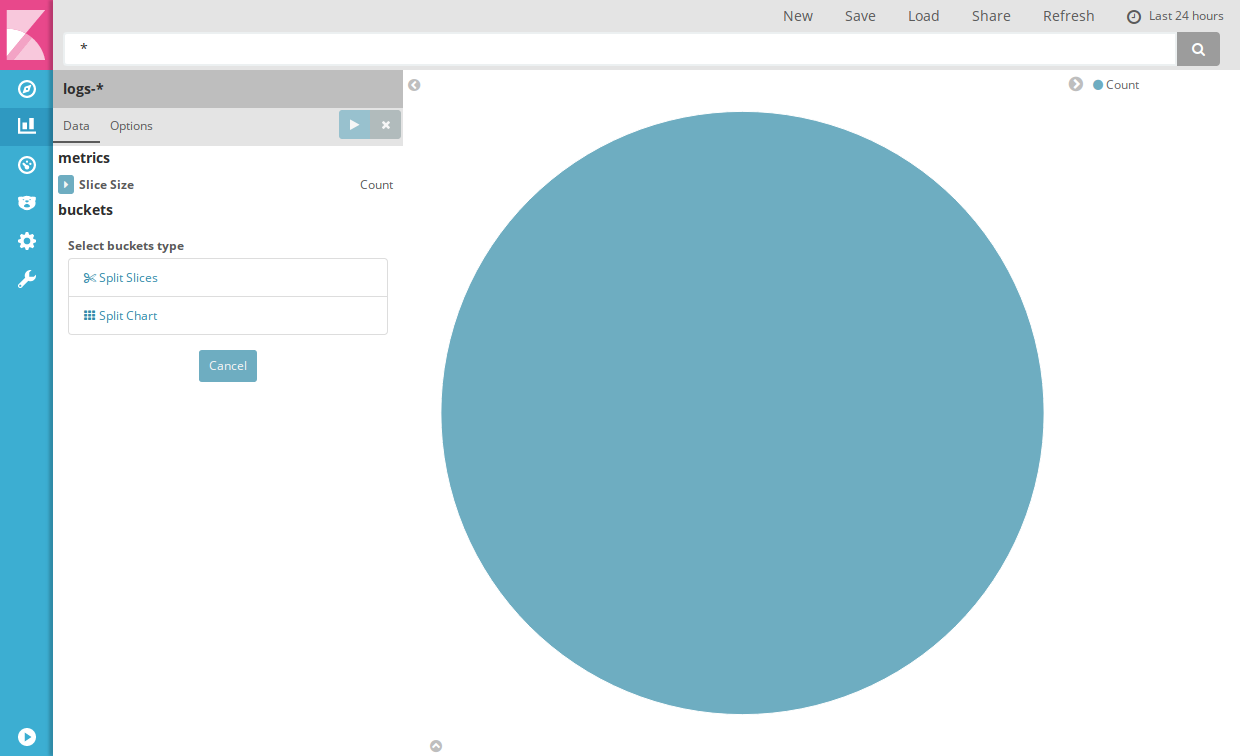 New Save Load Share Refresh Last 24 hours
*
logs-*
Data Options
metrics
Slice Size Count
buckets
Select buckets type
Split Slices
Split Chart
Cancel
Count